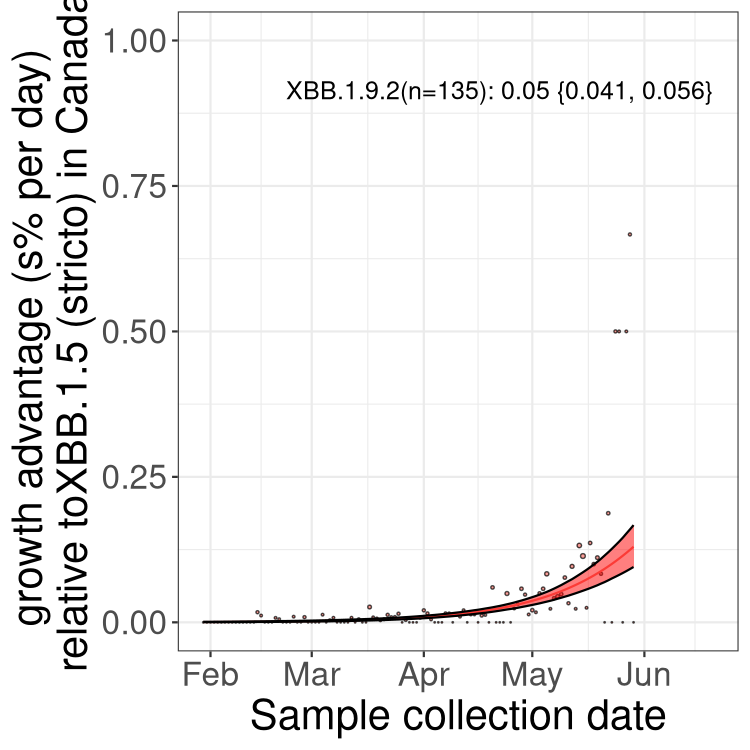 growth advantage (s% per day)
relative toXBB.1.5 (stricto) in Canada
1.00
0.75
0.50
0.25
0.00
XBB.1.9.2(n=135): 0.05 {0.041, 0.056}
Feb Mar Apr May Jun
Sample collection date